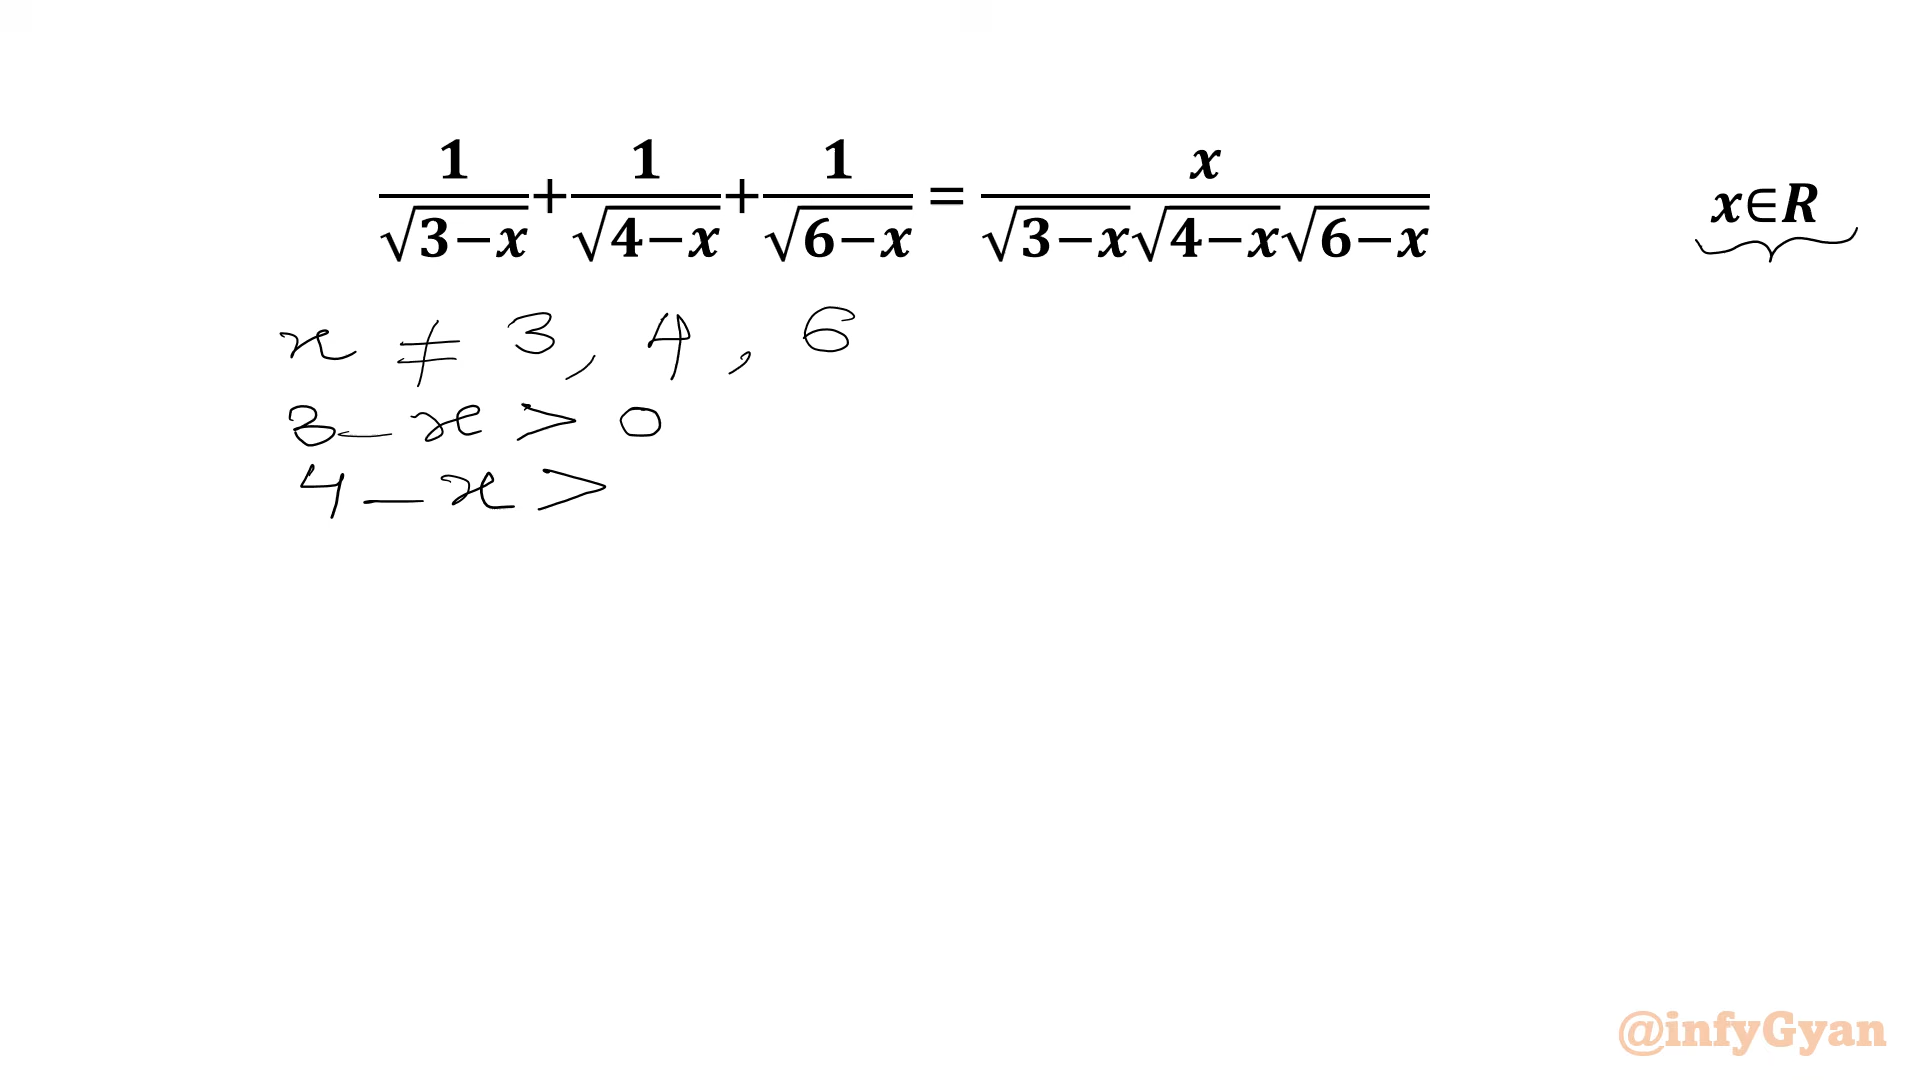 1/√(3−x) + 1/√(4−x) + 1/√(6−x) = x/(√(3−x)√(4−x)√(6−x))    x∈R
x ≠ 3, 4, 6
3−x > 0
4−x >
@infyGyan